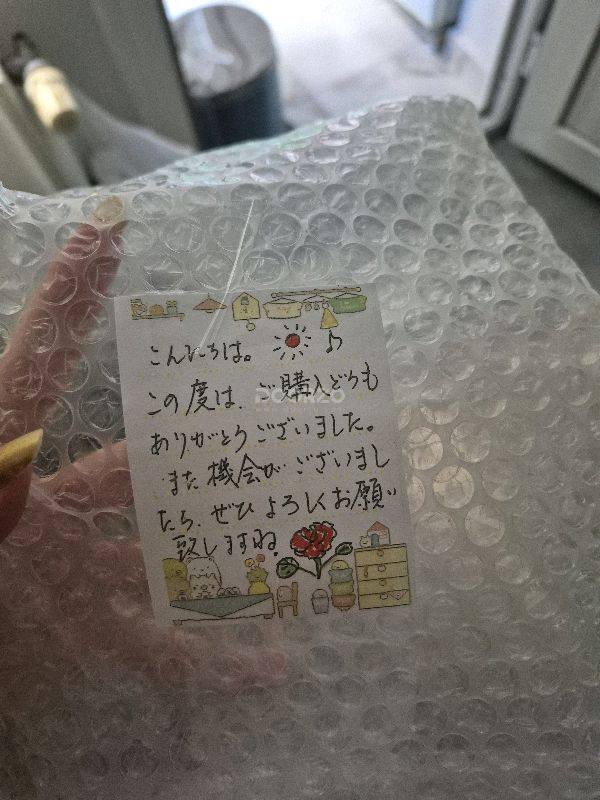 こんにちは。
この度は、ご購入どうも
ありがとうございました。
また機会がございまし
たら、ぜひよろしくお願い
致しますね。